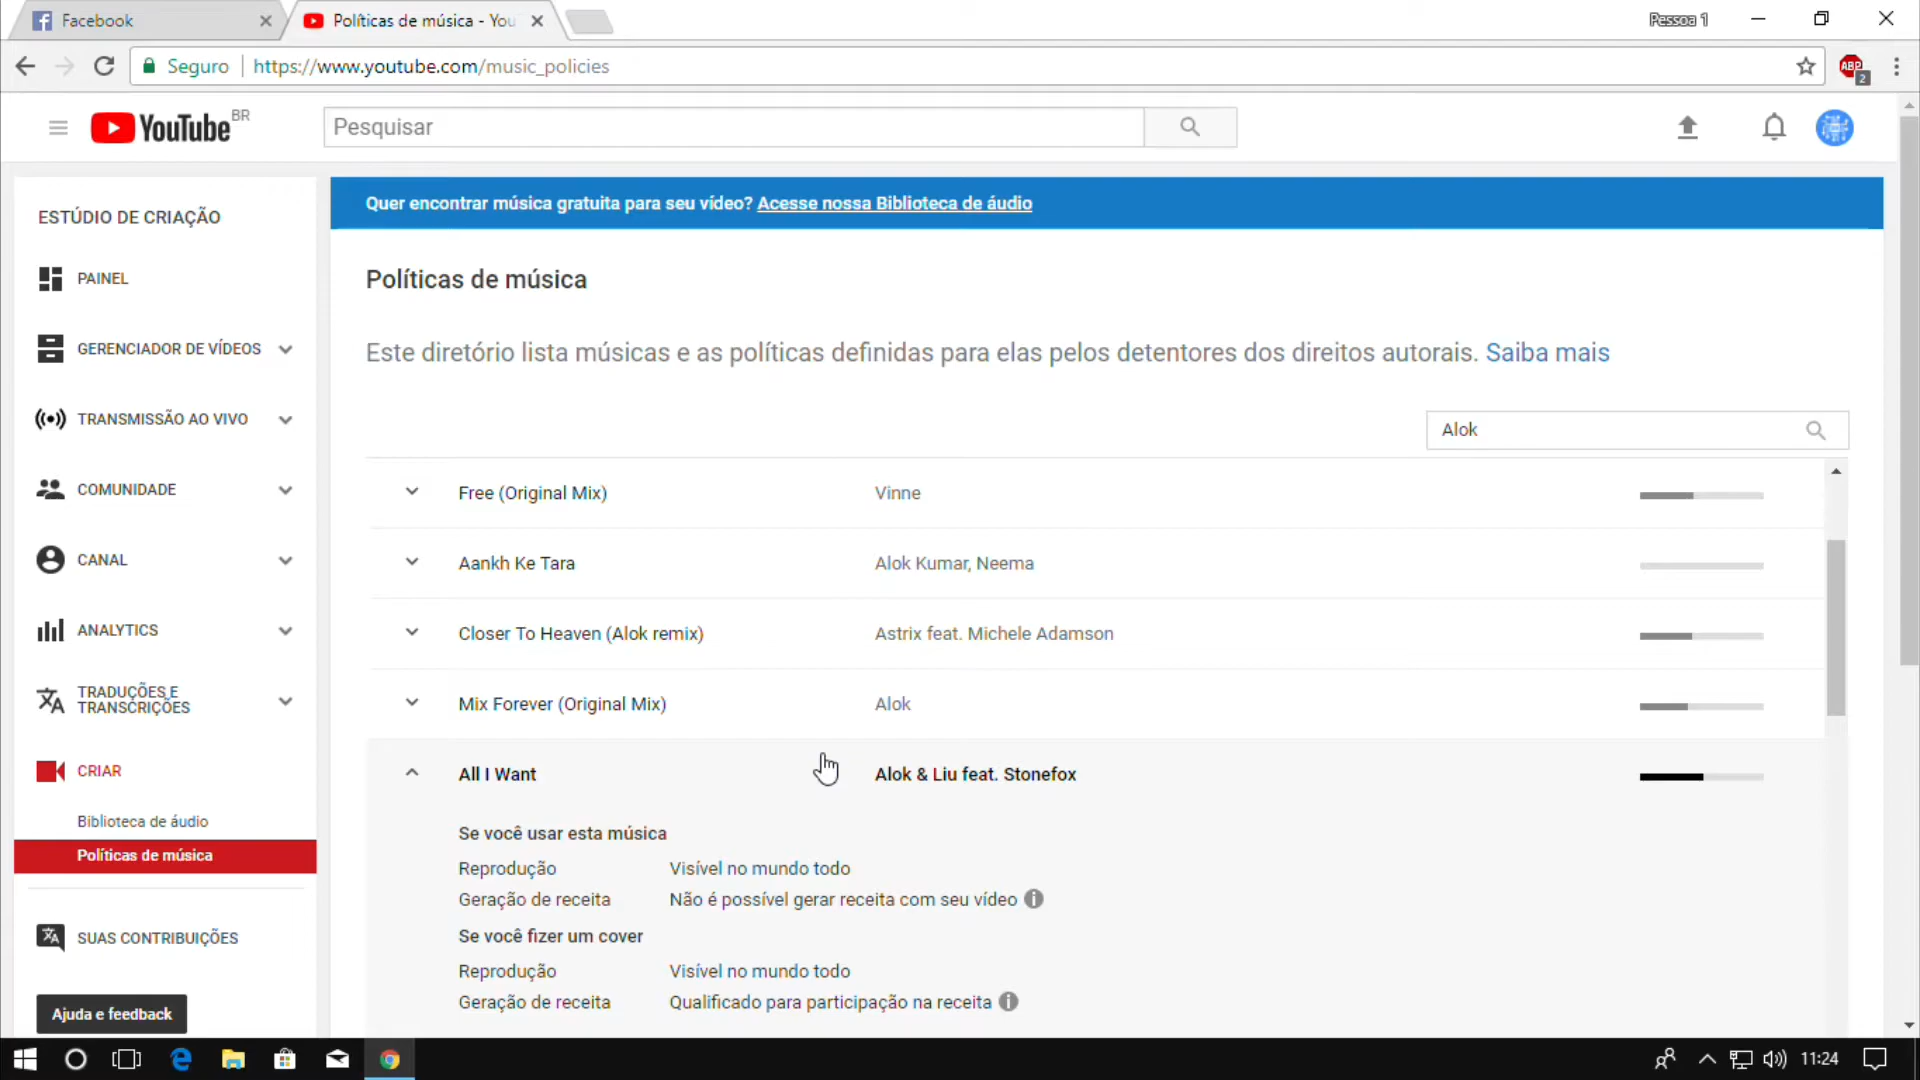 Facebook
Políticas de música - You
Pessoa 1
Seguro
https://www.youtube.com/music_policies
ABP
2
YouTube BR
Pesquisar
ESTÚDIO DE CRIAÇÃO
PAINEL
GERENCIADOR DE VÍDEOS
TRANSMISSÃO AO VIVO
COMUNIDADE
CANAL
ANALYTICS
TRADUÇÕES E
TRANSCRIÇÕES
CRIAR
Biblioteca de áudio
Políticas de música
SUAS CONTRIBUIÇÕES
Ajuda e feedback
Quer encontrar música gratuita para seu vídeo? Acesse nossa Biblioteca de áudio
Políticas de música
Este diretório lista músicas e as políticas definidas para elas pelos detentores dos direitos autorais. Saiba mais
Alok
Free (Original Mix) Vinne
Aankh Ke Tara Alok Kumar, Neema
Closer To Heaven (Alok remix) Astrix feat. Michele Adamson
Mix Forever (Original Mix) Alok
All I Want Alok & Liu feat. Stonefox
Se você usar esta música
Reprodução Visível no mundo todo
Geração de receita Não é possível gerar receita com seu vídeo
Se você fizer um cover
Reprodução Visível no mundo todo
Geração de receita Qualificado para participação na receita
11:24